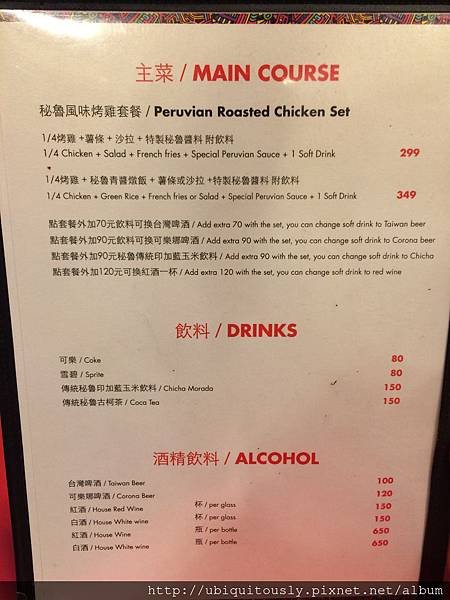 主菜 / MAIN COURSE
秘魯風味烤雞套餐 / Peruvian Roasted Chicken Set
1/4烤雞 +薯條 + 沙拉 + 特製秘魯醬料 附飲料
1/4 Chicken + Salad + French fries + Special Peruvian Sauce + 1 Soft Drink 299
1/4烤雞 + 秘魯青醬燉飯 + 薯條或沙拉 +特製秘魯醬料 附飲料
1/4 Chicken + Green Rice + French fries or Salad + Special Peruvian Sauce + 1 Soft Drink 349
點套餐外加70元飲料可換台灣啤酒 / Add extra 70 with the set, you can change soft drink to Taiwan beer
點套餐外加90元飲料可換可樂娜啤酒 / Add extra 90 with the set, you can change soft drink to Corona beer
點套餐外加90元秘魯傳統印加藍玉米飲料 / Add extra 90 with the set, you can change soft drink to Chicha
點套餐外加120元可換紅酒一杯 / Add extra 120 with the set, you can change soft drink to red wine
飲料 / DRINKS
可樂 / Coke 80
雪碧 / Sprite 80
傳統秘魯印加藍玉米飲料 / Chicha Morada 150
傳統秘魯古柯茶 / Coca Tea 150
酒精飲料 / ALCOHOL
台灣啤酒 / Taiwan Beer 100
可樂娜啤酒 / Corona Beer 120
紅酒 / House Red Wine 杯 / per glass 150
白酒 / House White wine 杯 / per glass 150
紅酒 / House Wine 瓶 / per bottle 650
白酒 / House White wine 瓶 / per bottle 650
http://ubiquitously.pixnet.net/album